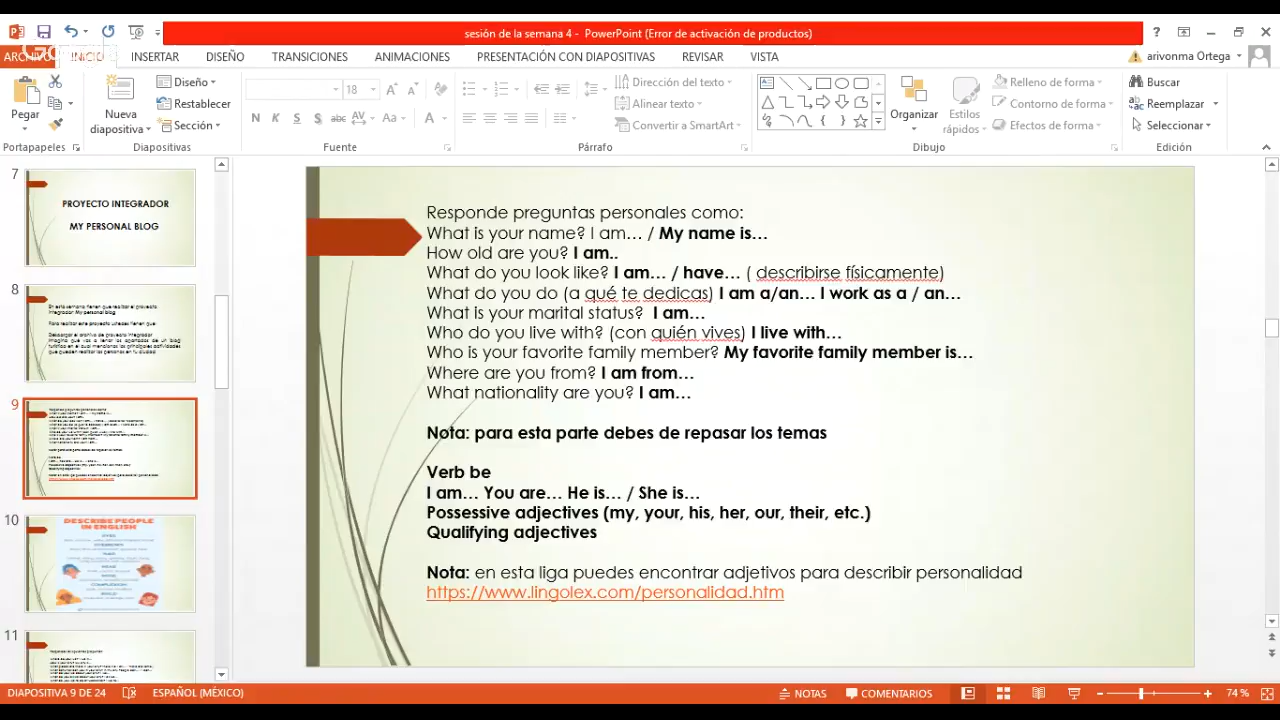 sesión de la semana 4 - PowerPoint (Error de activación de productos)
ARCHIVO INICIO INSERTAR DISEÑO TRANSICIONES ANIMACIONES PRESENTACIÓN CON DIAPOSITIVAS REVISAR VISTA arivonma Ortega
Pegar
Nueva diapositiva
Diseño
Restablecer
Sección
18
N K S S abc AV Aa A
Dirección del texto
Alinear texto
Convertir a SmartArt
Organizar
Estilos rápidos
Relleno de forma
Contorno de forma
Efectos de forma
Buscar
Reemplazar
Seleccionar
Portapapeles Diapositivas Fuente Párrafo Dibujo Edición
7
PROYECTO INTEGRADOR
MY PERSONAL BLOG
8
9
10
DESCRIBE PEOPLE
IN ENGLISH
11
Responde preguntas personales como:
What is your name? I am… / My name is…
How old are you? I am..
What do you look like? I am… / have… ( describirse físicamente)
What do you do (a qué te dedicas) I am a/an… I work as a / an…
What is your marital status?  I am…
Who do you live with? (con quién vives) I live with…
Who is your favorite family member? My favorite family member is…
Where are you from? I am from…
What nationality are you? I am…
Nota: para esta parte debes de repasar los temas
Verb be
I am… You are… He is… / She is…
Possessive adjectives (my, your, his, her, our, their, etc.)
Qualifying adjectives
Nota: en esta liga puedes encontrar adjetivos para describir personalidad
https://www.lingolex.com/personalidad.htm
DIAPOSITIVA 9 DE 24 ESPAÑOL (MÉXICO) NOTAS COMENTARIOS 74 %